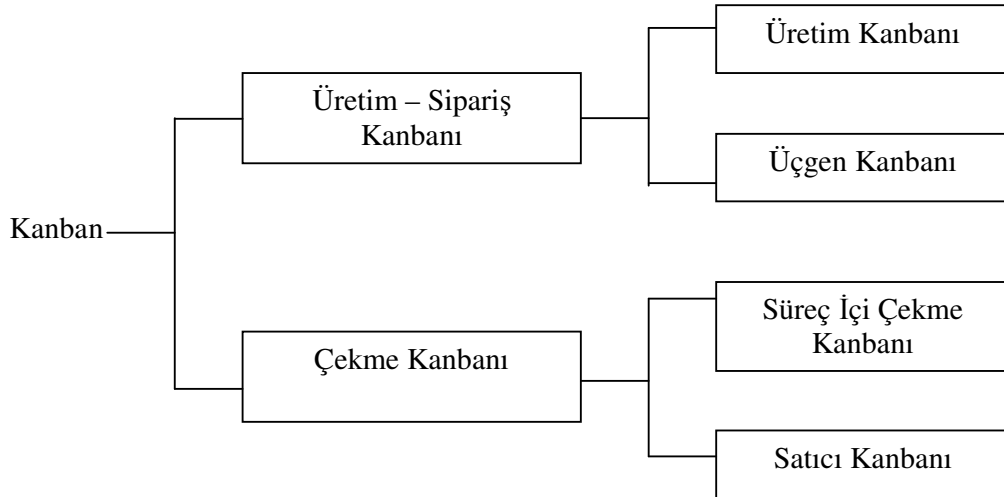 Üretim Kanbanı
Üretim – Sipariş
Kanbanı
Üçgen Kanbanı
Kanban
Süreç İçi Çekme
Kanbanı
Çekme Kanbanı
Satıcı Kanbanı